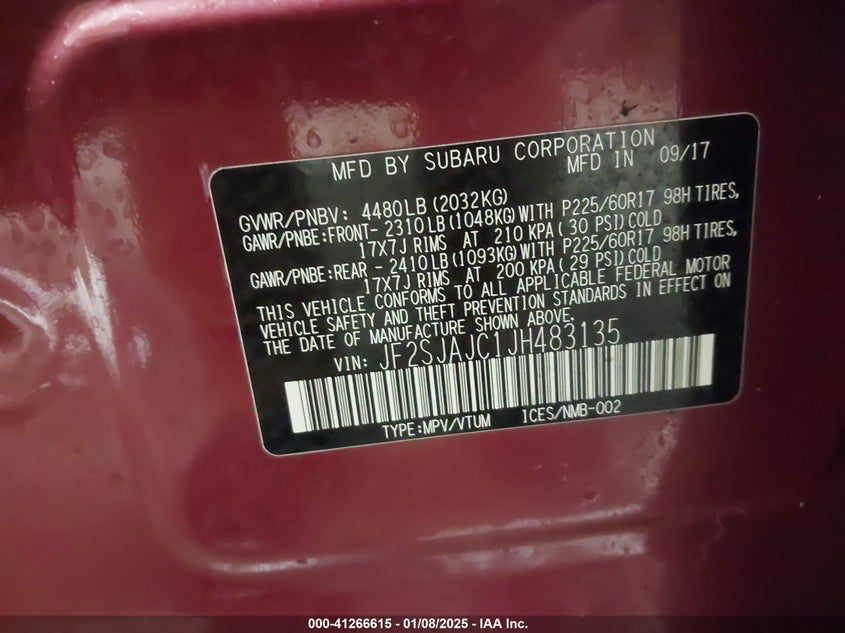 MFD BY SUBARU CORPORATION
MFD IN 09/17
GVWR/PNBV: 4480LB(2032KG)
GAWR/PNBE:FRONT- 2310LB(1048KG)WITH P225/60R17 98H TIRES,
17X7J RIMS AT 210 KPA( 30 PSI)COLD
GAWR/PNBE:REAR - 2410LB(1093KG)WITH P225/60R17 98H TIRES,
17X7J RIMS AT 200 KPA( 29 PSI)COLD
THIS VEHICLE CONFORMS TO ALL APPLICABLE FEDERAL MOTOR
VEHICLE SAFETY AND THEFT PREVENTION STANDARDS IN EFFECT ON
THE DATE OF MANUFACTURE SHOWN ABOVE.
VIN: JF2SJAJC1JH483135
TYPE:MPV/VTUM ICES/NMB-002
000-41266615 - 01/08/2025 - IAA Inc.